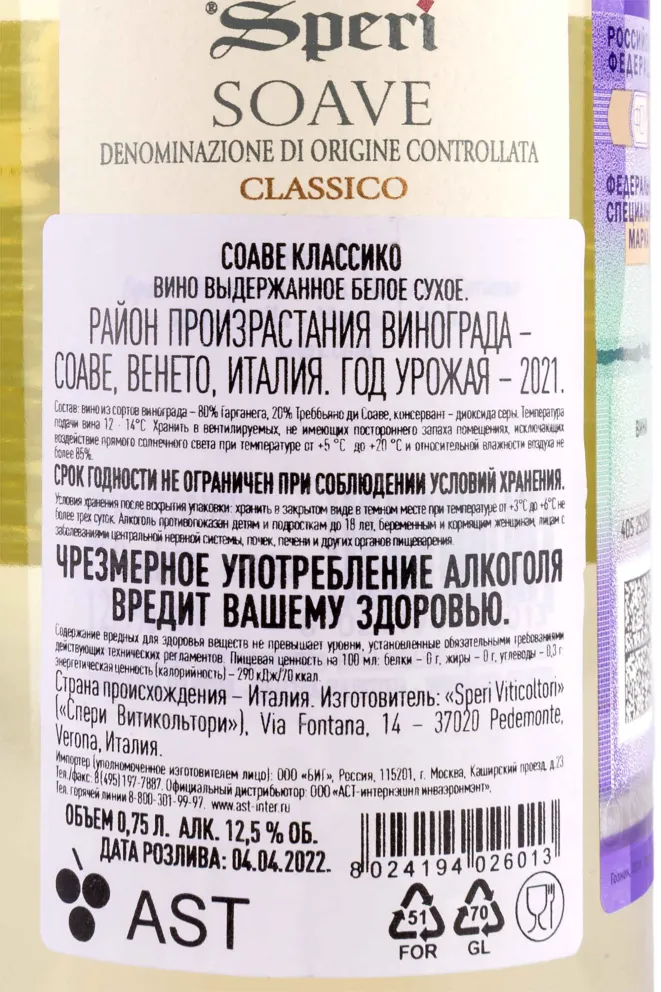 ® Speri
SOAVE
DENOMINAZIONE DI ORIGINE CONTROLLATA
CLASSICO
СОАВЕ КЛАССИКО
ВИНО ВЫДЕРЖАННОЕ БЕЛОЕ СУХОЕ.
РАЙОН ПРОИЗРАСТАНИЯ ВИНОГРАДА –
СОАВЕ, ВЕНЕТО, ИТАЛИЯ. ГОД УРОЖАЯ – 2021.
Состав: вино из сортов винограда – 80% Гарганега, 20% Треббьяно ди Соаве, консервант – диоксида серы. Температура
подачи вина 12 - 14°С Хранить в вентилируемых, не имеющих постороннего запаха помещениях, исключающих
воздействие прямого солнечного света при температуре от +5 °С до +20 °С и относительной влажности воздуха не
более 85%.
СРОК ГОДНОСТИ НЕ ОГРАНИЧЕН ПРИ СОБЛЮДЕНИИ УСЛОВИЙ ХРАНЕНИЯ.
Условия хранения после вскрытия упаковки: хранить в закрытом виде в темном месте при температуре от +3°С до +6°С не
более трех суток. Алкоголь противопоказан детям и подросткам до 18 лет, беременным и кормящим женщинам, лицам с
заболеваниями центральной нервной системы, почек, печени и других органов пищеварения.
ЧРЕЗМЕРНОЕ УПОТРЕБЛЕНИЕ АЛКОГОЛЯ
ВРЕДИТ ВАШЕМУ ЗДОРОВЬЮ.
Содержание вредных для здоровья веществ не превышает уровни, установленные обязательными требованиями
действующих технических регламентов. Пищевая ценность на 100 мл: белки – 0 г, жиры – 0 г, углеводы – 0,3 г
энергетическая ценность (калорийность) – 290 кДж/70 ккал.
Страна происхождения – Италия. Изготовитель: «Speri Viticoltori»
(«Спери Витикольтори»), Via Fontana, 14 – 37020 Pedemonte,
Verona, Италия.
Импортер (уполномоченное изготовителем лицо): ООО «БИГ», Россия, 115201, г. Москва, Каширский проезд, д.23
Тел./факс: 8(495)197-7887. Официальный дистрибьютор: ООО «АСТ-интернэшнл инваэронмэнт»,
Тел. горячей линии 8-800-301-99-97. www.ast-inter.ru
ОБЪЕМ 0,75 Л. АЛК. 12,5 % ОБ.
ДАТА РОЗЛИВА: 04.04.2022.
8 024194 026013
AST
51
FOR
70
GL
РОССИЙ
ФЕДЕРАЦ
ФЕДЕРАЛЬН
СПЕЦИАЛЬН
МАРКА
ВИНА